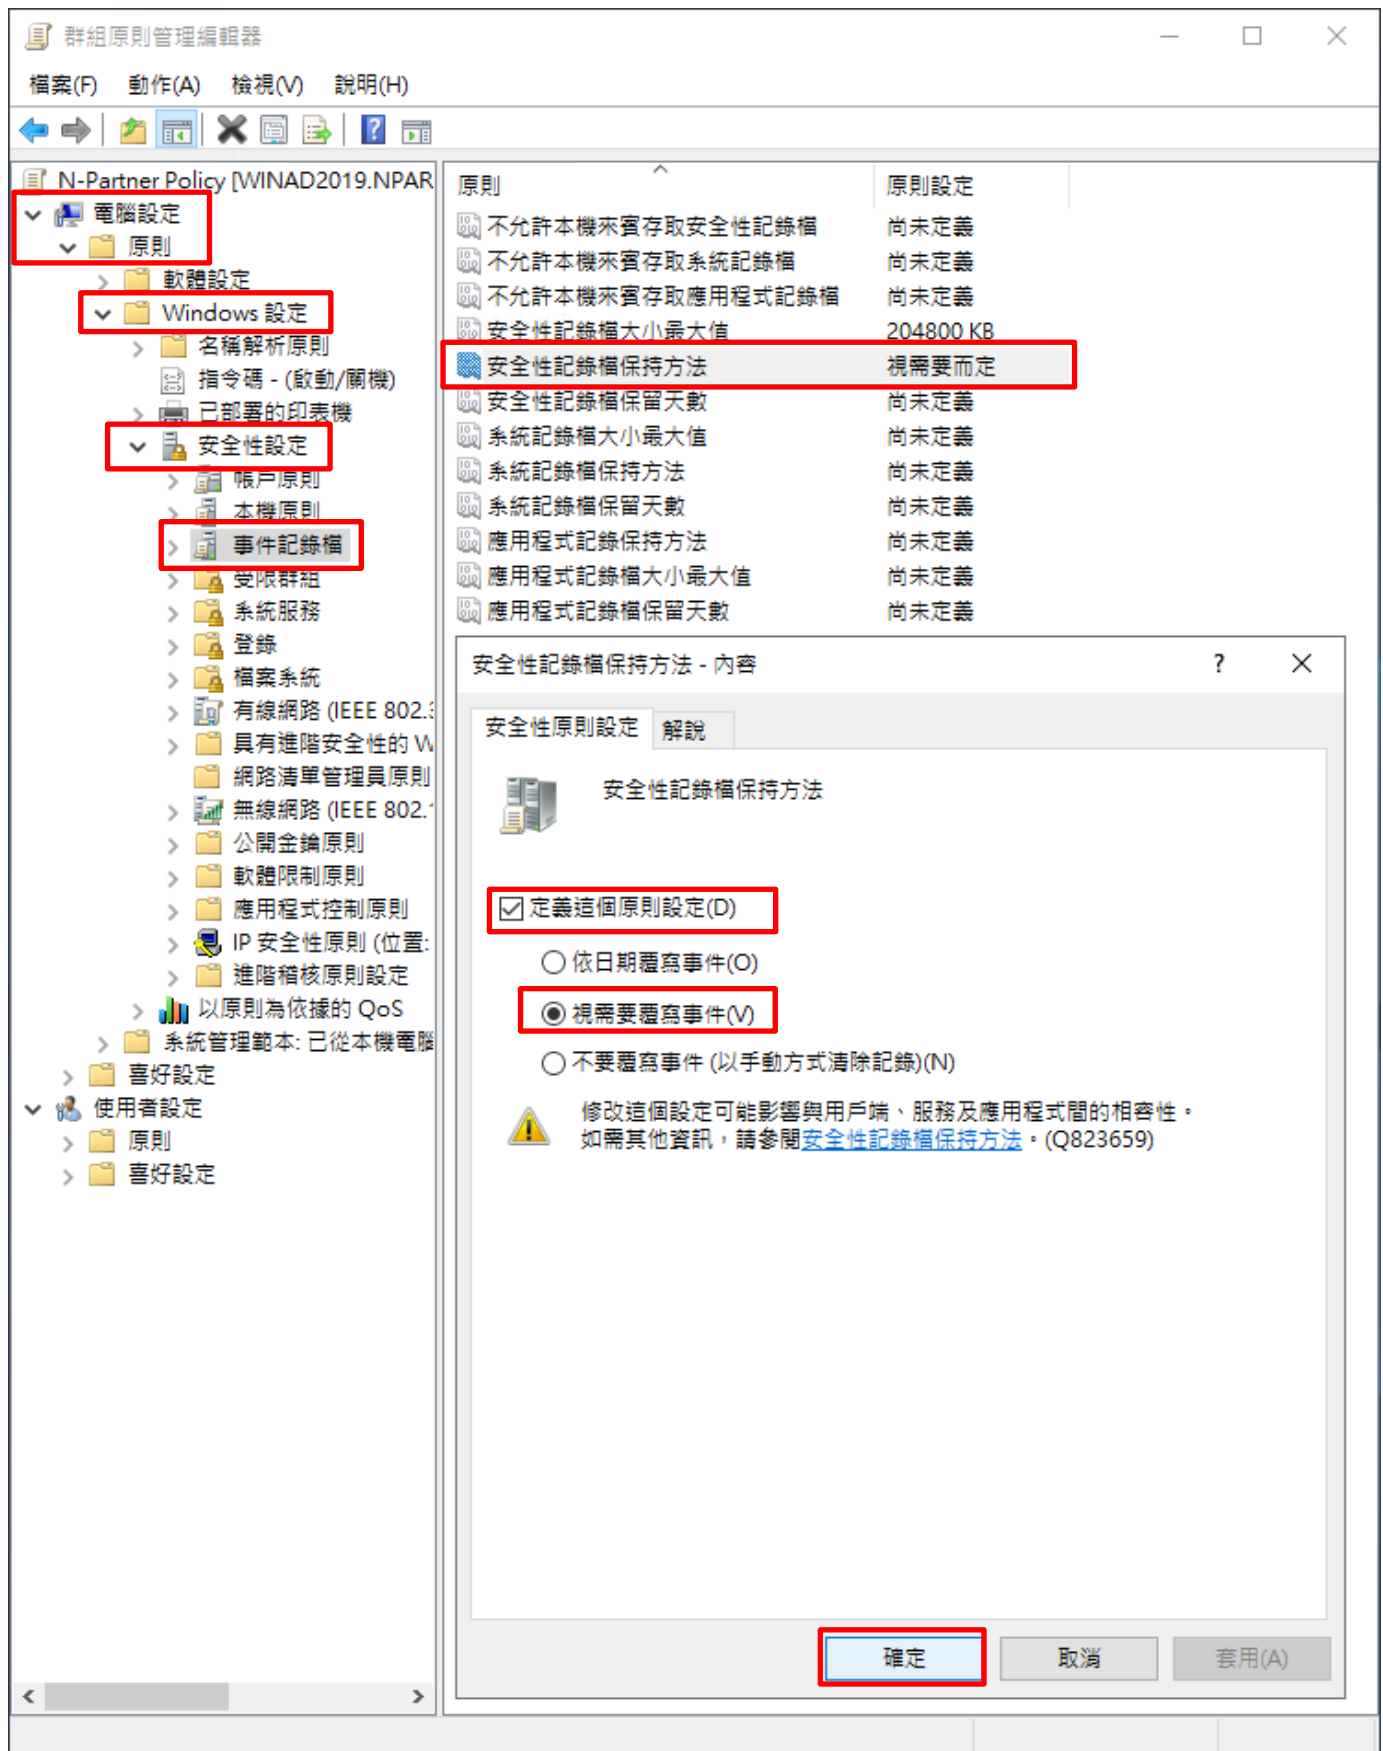 群組原則管理編輯器
檔案(F) 動作(A) 檢視(V) 說明(H)
N-Partner Policy [WINAD2019.NPAR
電腦設定
原則
軟體設定
Windows 設定
名稱解析原則
指令碼 - (啟動/關機)
已部署的印表機
安全性設定
帳戶原則
本機原則
事件記錄檔
受限群組
系統服務
登錄
檔案系統
有線網路 (IEEE 802.3
具有進階安全性的 W
網路清單管理員原則
無線網路 (IEEE 802.1
公開金鑰原則
軟體限制原則
應用程式控制原則
IP 安全性原則 (位置:
進階稽核原則設定
以原則為依據的 QoS
系統管理範本: 已從本機電腦
喜好設定
使用者設定
原則
喜好設定
原則 原則設定
不允許本機來賓存取安全性記錄檔 尚未定義
不允許本機來賓存取系統記錄檔 尚未定義
不允許本機來賓存取應用程式記錄檔 尚未定義
安全性記錄檔大小最大值 204800 KB
安全性記錄檔保持方法 視需要而定
安全性記錄檔保留天數 尚未定義
系統記錄檔大小最大值 尚未定義
系統記錄檔保持方法 尚未定義
系統記錄檔保留天數 尚未定義
應用程式記錄檔保持方法 尚未定義
應用程式記錄檔大小最大值 尚未定義
應用程式記錄檔保留天數 尚未定義
安全性記錄檔保持方法 - 內容 ?
安全性原則設定 解說
安全性記錄檔保持方法
定義這個原則設定(D)
依日期覆寫事件(O)
視需要覆寫事件(V)
不要覆寫事件 (以手動方式清除記錄)(N)
修改這個設定可能影響與用戶端、服務及應用程式間的相容性。
如需其他資訊，請參閱安全性記錄檔保持方法。(Q823659)
確定 取消 套用(A)